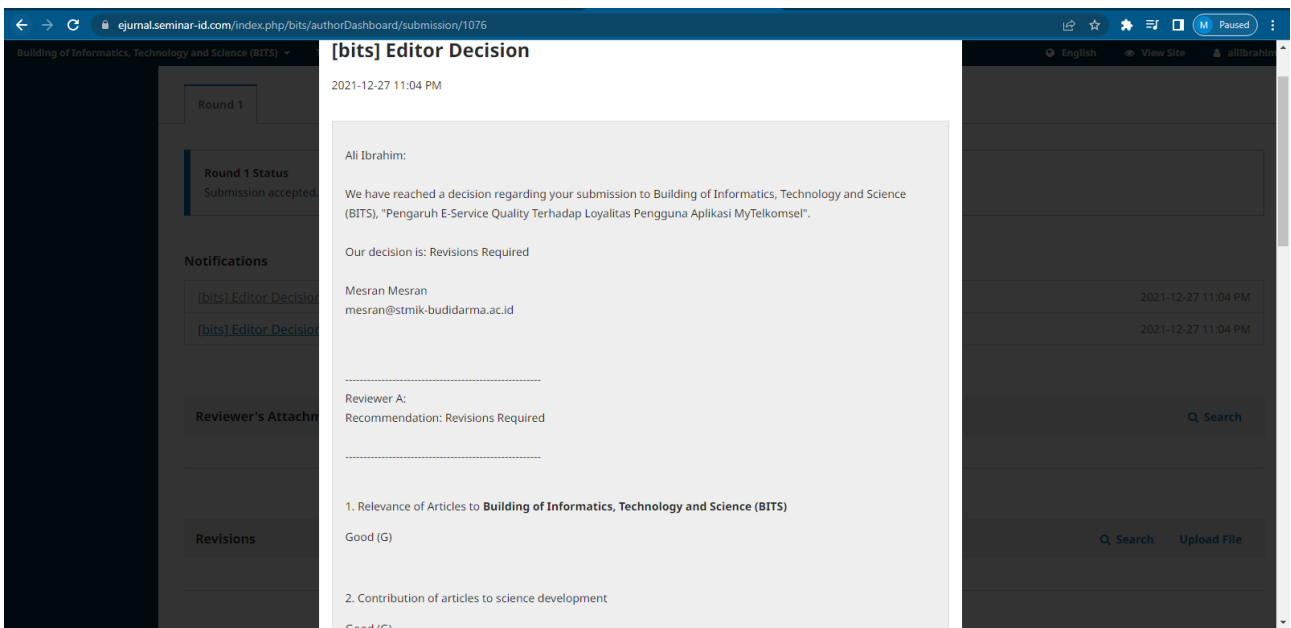 ejurnal.seminar-id.com/index.php/bits/authorDashboard/submission/1076
M Paused
Building of Informatics, Technology and Science (BITS)
English View Site aliibrahim
[bits] Editor Decision
2021-12-27 11:04 PM
Round 1
Round 1 Status
Submission accepted.
Notifications
[bits] Editor Decision
2021-12-27 11:04 PM
[bits] Editor Decision
2021-12-27 11:04 PM
Reviewer's Attachm
Search
Revisions
Search Upload File
Ali Ibrahim:
We have reached a decision regarding your submission to Building of Informatics, Technology and Science
(BITS), "Pengaruh E-Service Quality Terhadap Loyalitas Pengguna Aplikasi MyTelkomsel".
Our decision is: Revisions Required
Mesran Mesran
mesran@stmik-budidarma.ac.id
------------------------------------------------------
Reviewer A:
Recommendation: Revisions Required
------------------------------------------------------
1. Relevance of Articles to Building of Informatics, Technology and Science (BITS)
Good (G)
2. Contribution of articles to science development
Good (G)